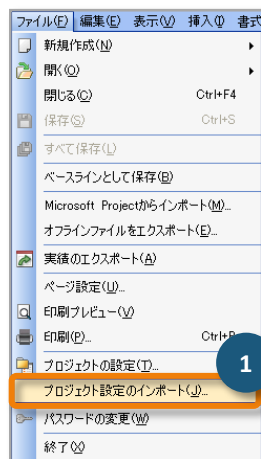 ファイル(F) 編集(E) 表示(V) 挿入(I) 書式
新規作成(N)
開く(O)
閉じる(C) Ctrl+F4
保存(S) Ctrl+S
すべて保存(L)
ベースラインとして保存(B)
Microsoft Projectからインポート(M)...
オフラインファイルをエクスポート(E)...
実績のエクスポート(A)
ページ設定(U)...
印刷プレビュー(V)
印刷(P)... Ctrl+P
プロジェクトの設定(T)...
1
プロジェクト設定のインポート(J)...
パスワードの変更(W)
終了(X)